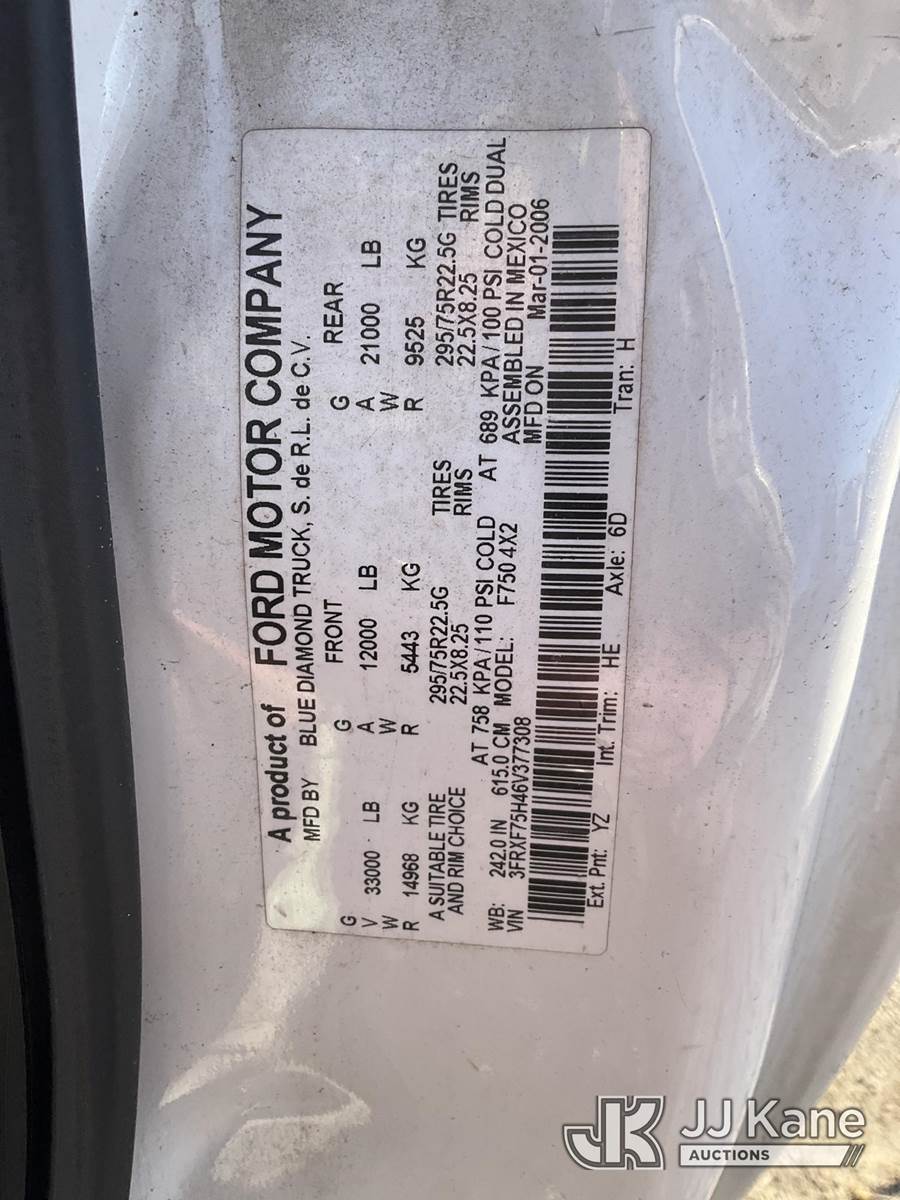 A product of FORD MOTOR COMPANY
MFD BY BLUE DIAMOND TRUCK, S. de R.L. de C.V.
G FRONT G REAR
V 33000 LB A 12000 LB A 21000 LB
W W W
R 14968 KG R 5443 KG R 9525 KG
A SUITABLE TIRE 295/75R22.5G TIRES 295/75R22.5G TIRES
AND RIM CHOICE 22.5X8.25 RIMS 22.5X8.25 RIMS
AT 758 KPA/110 PSI COLD AT 689 KPA/100 PSI COLD DUAL
WB: 242.0 IN 615.0 CM MODEL: F750 4X2 ASSEMBLED IN MEXICO
VIN 3FRXF75H46V377308 MFD ON Mar-01-2006
Ext. Pnt: YZ Int. Trim: HE Axle: 6D Tran: H
JK JJ Kane
AUCTIONS